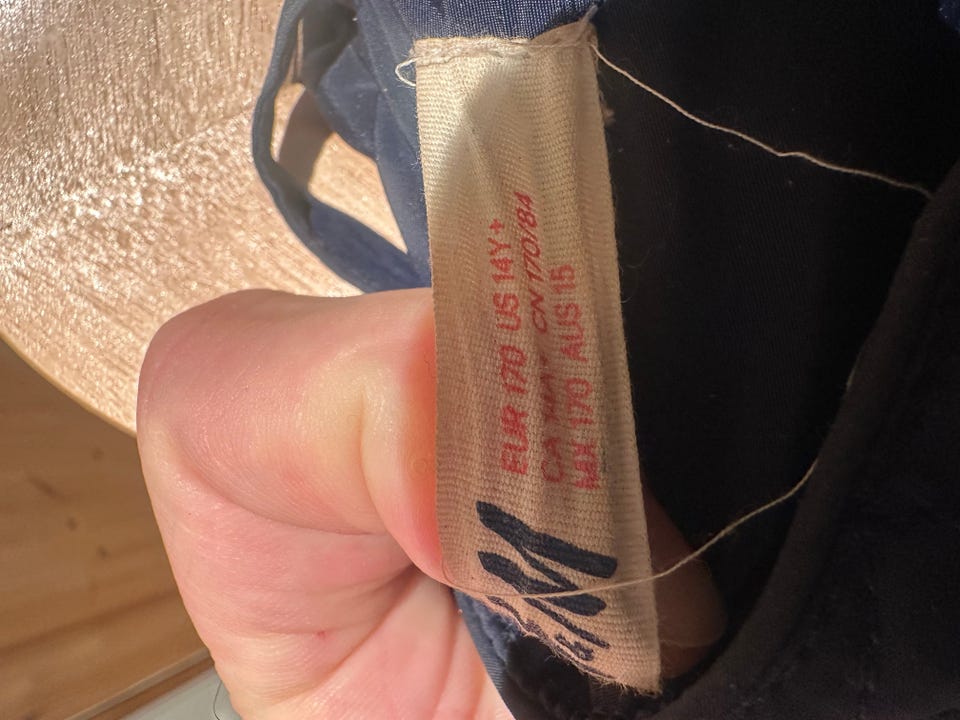 &M
EUR 170 US 14Y+
CA CN 170/84
MX 170 AUS 15